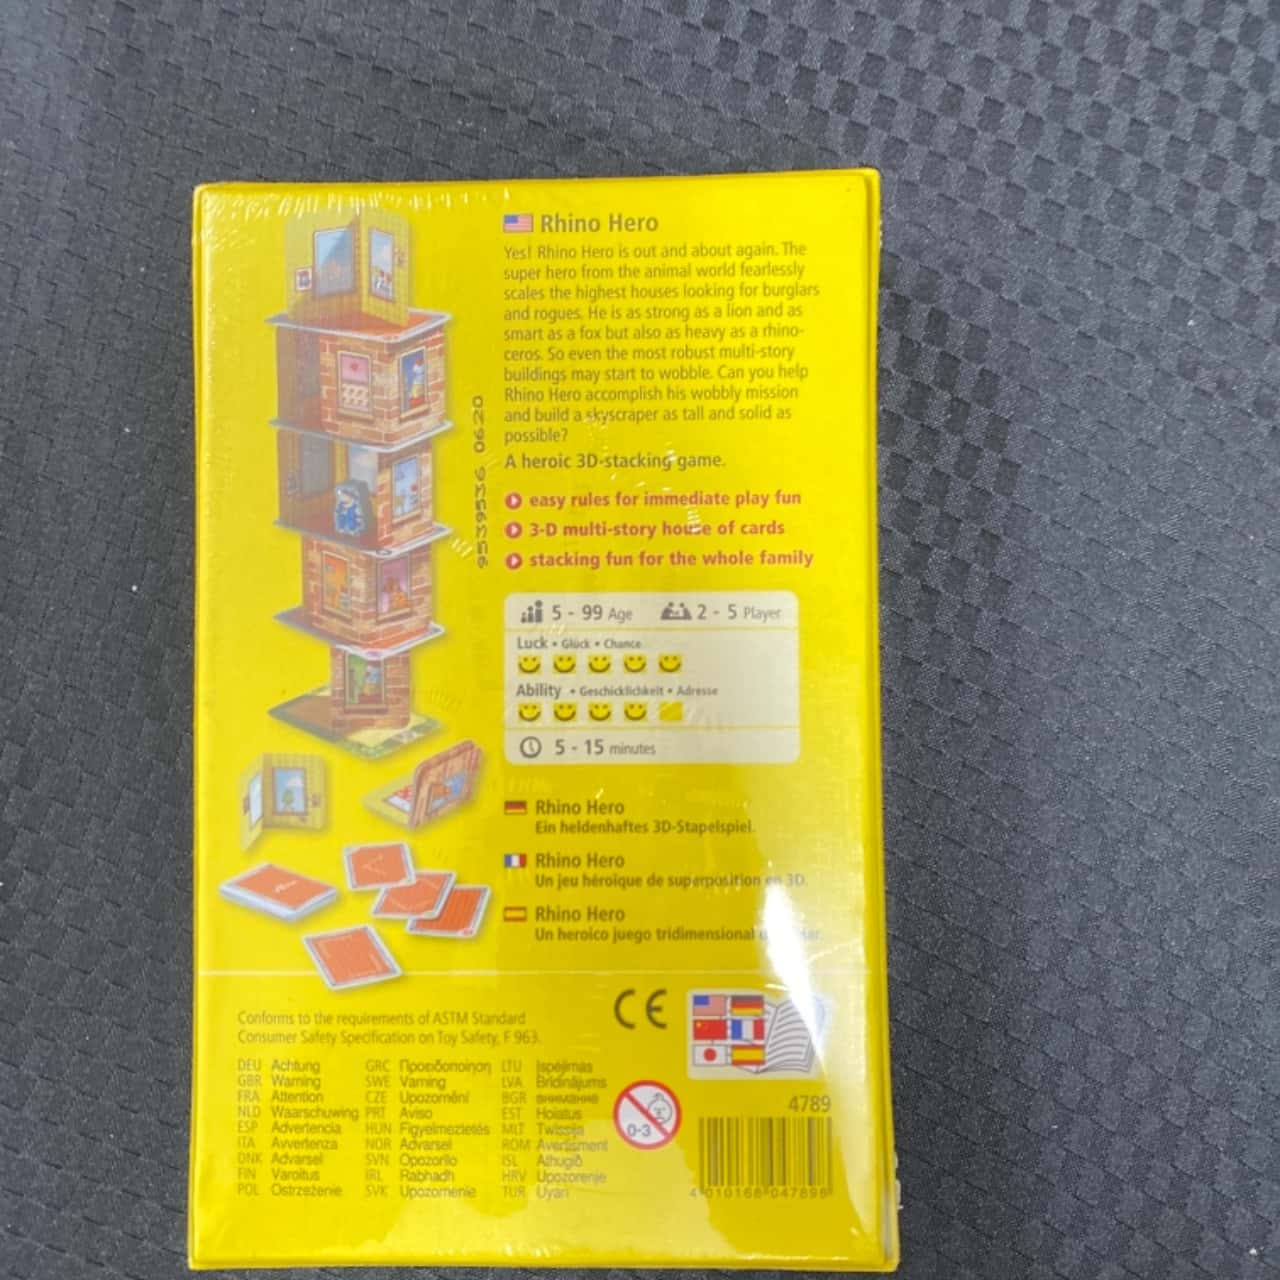 Rhino Hero
Yes! Rhino Hero is out and about again. The
super hero from the animal world fearlessly
scales the highest houses looking for burglars
and rogues. He is as strong as a lion and as
smart as a fox but also as heavy as a rhino-
ceros. So even the most robust multi-story
buildings may start to wobble. Can you help
Rhino Hero accomplish his wobbly mission
and build a skyscraper as tall and solid as
possible?
A heroic 3D-stacking game.
easy rules for immediate play fun
3-D multi-story house of cards
stacking fun for the whole family
9539536 0620
5 - 99 Age 2 - 5 Player
Luck • Glück • Chance
Ability • Geschicklichkeit • Adresse
5 - 15 minutes
Rhino Hero
Ein heldenhaftes 3D-Stapelspiel.
Rhino Hero
Un jeu héroïque de superposition en 3D.
Rhino Hero
Un heroico juego tridimensional
Conforms to the requirements of ASTM Standard
Consumer Safety Specification on Toy Safety, F 963.
CE
DEU Achtung
GBR Warning
FRA Attention
NLD Waarschuwing
ESP Advertencia
ITA Avvertenza
DNK Advarsel
FIN Varoitus
POL Ostrzeżenie
GRC Προειδοποίηση
SWE Varning
CZE Upozornění
PRT Aviso
HUN Figyelmeztetés
NOR Advarsel
SVN Opozorilo
IRL Rabhadh
SVK Upozornenie
LTU Įspėjimas
LVA Brīdinājums
BGR внимание
EST Hoiatus
MLT Twissija
ROM Avertisment
ISL Athugið
HRV Upozorenje
TUR Uyarı
0-3
4789
4 010168 047898